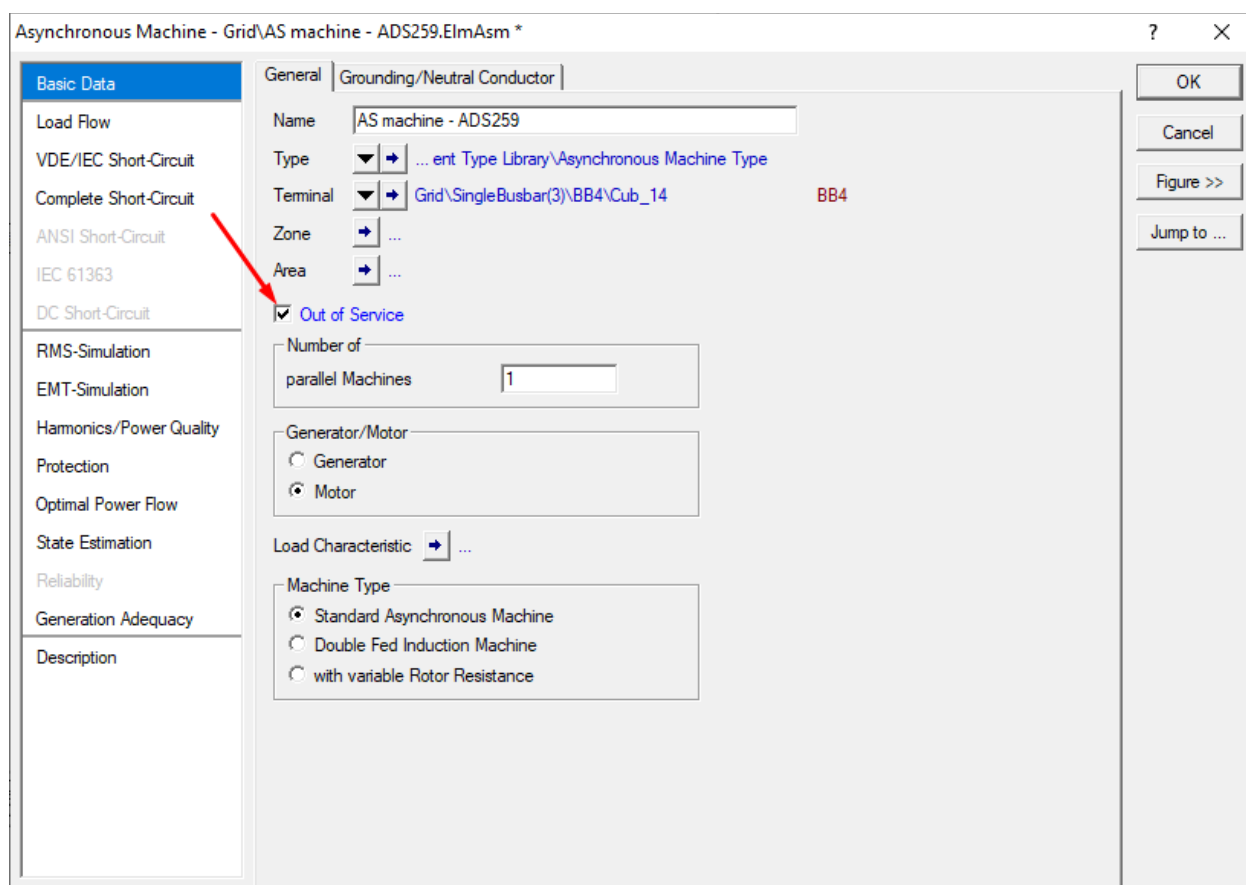 Asynchronous Machine - Grid\AS machine - ADS259.ElmAsm *
?
Basic Data
Load Flow
VDE/IEC Short-Circuit
Complete Short-Circuit
ANSI Short-Circuit
IEC 61363
DC Short-Circuit
RMS-Simulation
EMT-Simulation
Harmonics/Power Quality
Protection
Optimal Power Flow
State Estimation
Reliability
Generation Adequacy
Description
General
Grounding/Neutral Conductor
Name AS machine - ADS259
Type ... ent Type Library\Asynchronous Machine Type
Terminal Grid\SingleBusbar(3)\BB4\Cub_14 BB4
Zone ...
Area ...
Out of Service
Number of
parallel Machines 1
Generator/Motor
Generator
Motor
Load Characteristic ...
Machine Type
Standard Asynchronous Machine
Double Fed Induction Machine
with variable Rotor Resistance
OK
Cancel
Figure >>
Jump to ...